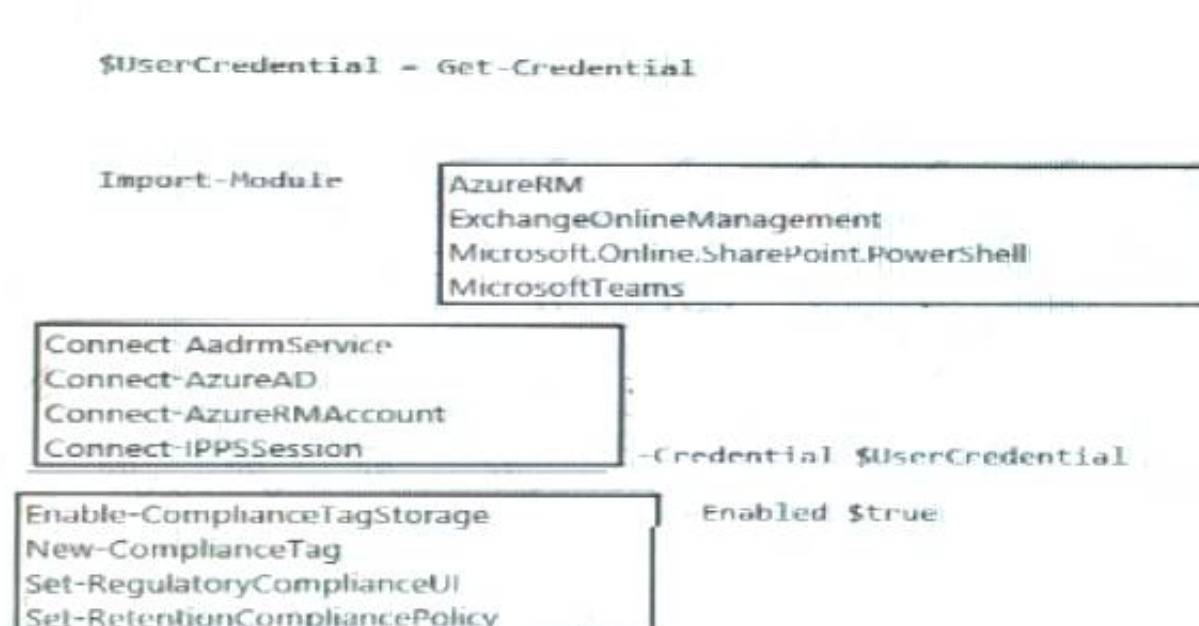 $UserCredential = Get-Credential
Import-Module
AzureRM
ExchangeOnlineManagement
Microsoft.Online.SharePoint.PowerShell
MicrosoftTeams
Connect-AadrmService
Connect-AzureAD
Connect-AzureRMAccount
Connect-IPPSSession
-Credential $UserCredential
Enable-ComplianceTagStorage
-Enabled $true
New-ComplianceTag
Set-RegulatoryComplianceUI
Set-RetentionCompliancePolicy